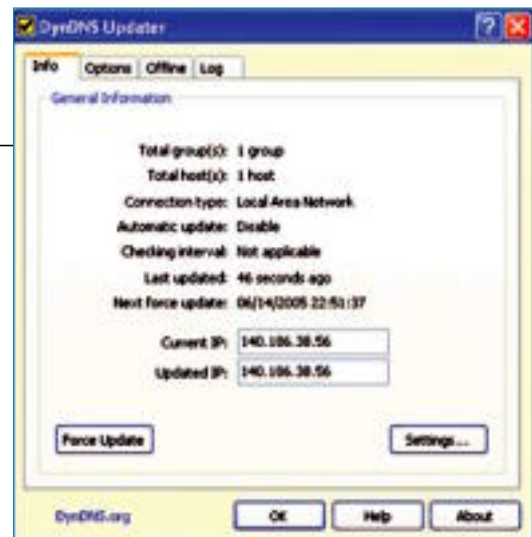 DynDNS Updater
Info Options Offline Log
General Information
Total group(s): 1 group
Total host(s): 1 host
Connection type: Local Area Network
Automatic update: Disable
Checking interval: Not applicable
Last updated: 46 seconds ago
Next force update: 06/14/2005 22:51:37
Current IP: 140.186.38.56
Updated IP: 140.186.38.56
Force Update Settings...
DynDNS.org OK Help About